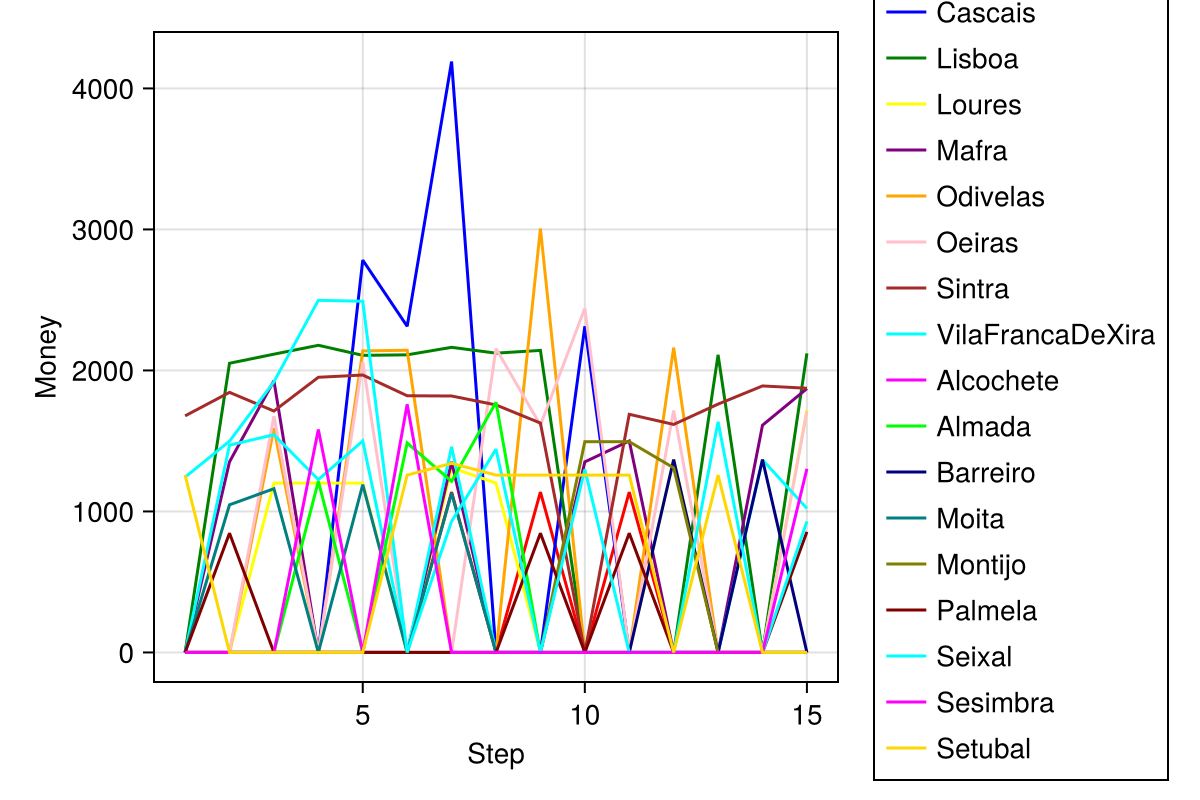 Money
4000
3000
2000
1000
0
5
10
15
Step
Cascais
Lisboa
Loures
Mafra
Odivelas
Oeiras
Sintra
VilaFrancaDeXira
Alcochete
Almada
Barreiro
Moita
Montijo
Palmela
Seixal
Sesimbra
Setubal